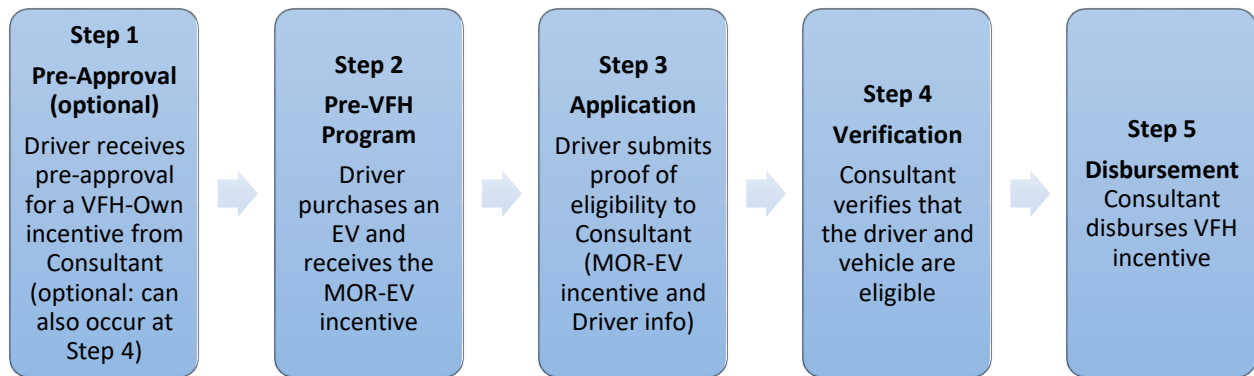 Step 1
Pre-Approval
(optional)
Driver receives
pre-approval
for a VFH-Own
incentive from
Consultant
(optional: can
also occur at
Step 4)
Step 2
Pre-VFH
Program
Driver
purchases an
EV and
receives the
MOR-EV
incentive
Step 3
Application
Driver submits
proof of
eligibility to
Consultant
(MOR-EV
incentive and
Driver info)
Step 4
Verification
Consultant
verifies that
the driver and
vehicle are
eligible
Step 5
Disbursement
Consultant
disburses VFH
incentive